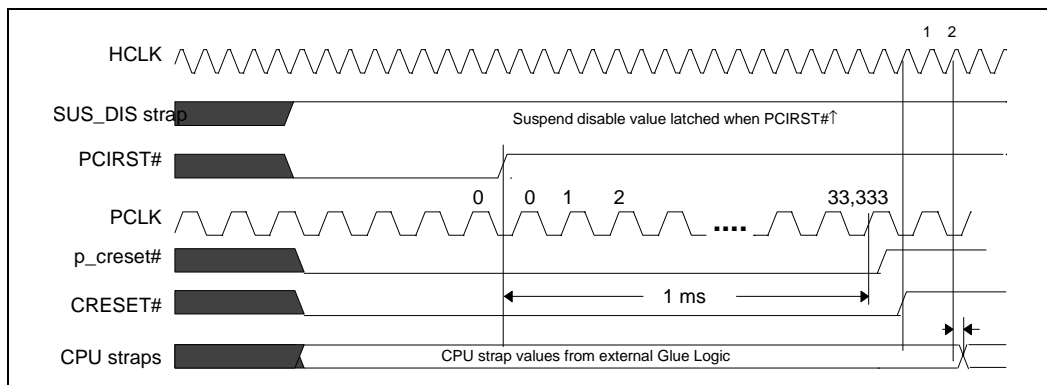 1 2
HCLK
SUS_DIS strap
Suspend disable value latched when PCIRST#↑
PCIRST#
0 0 1 2 33,333
PCLK
....
p_creset#
1 ms
CRESET#
CPU straps
CPU strap values from external Glue Logic